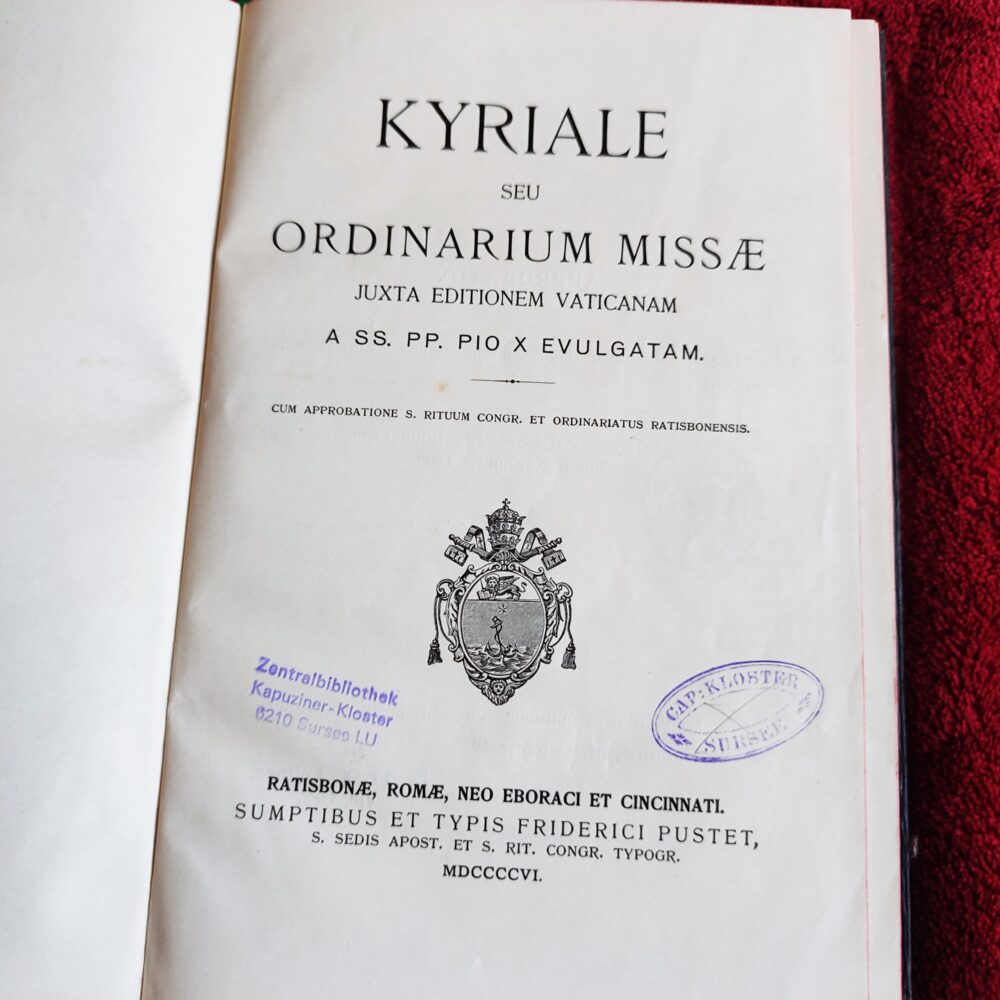 KYRIALE
SEU
ORDINARIUM MISSÆ
JUXTA EDITIONEM VATICANAM
A SS. PP. PIO X EVULGATAM.
CUM APPROBATIONE S. RITUUM CONGR. ET ORDINARIATUS RATISBONENSIS.
Zentralbibliothek
Kapuziner-Kloster
6210 Sursee LU
CAP: KLOSTER
SURSEE
RATISBONÆ, ROMÆ, NEO EBORACI ET CINCINNATI.
SUMPTIBUS ET TYPIS FRIDERICI PUSTET,
S. SEDIS APOST. ET S. RIT. CONGR. TYPOGR.
MDCCCCVI.